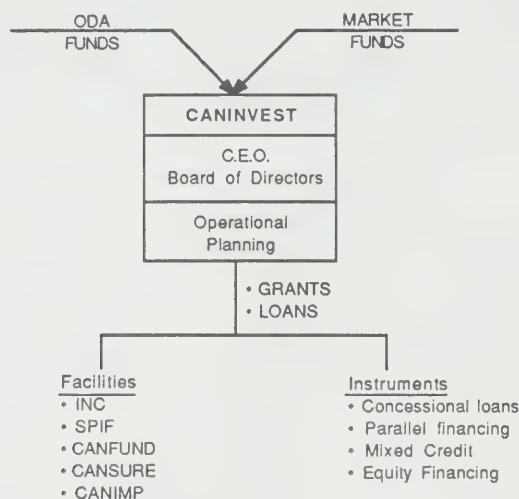 ODA
FUNDS
MARKET
FUNDS
CANINVEST
C.E.O.
Board of Directors
Operational
Planning
• GRANTS
• LOANS
Facilities
• INC
• SPIF
• CANFUND
• CANSURE
• CANIMP
Instruments
• Concessional loans
• Parallel financing
• Mixed Credit
• Equity Financing